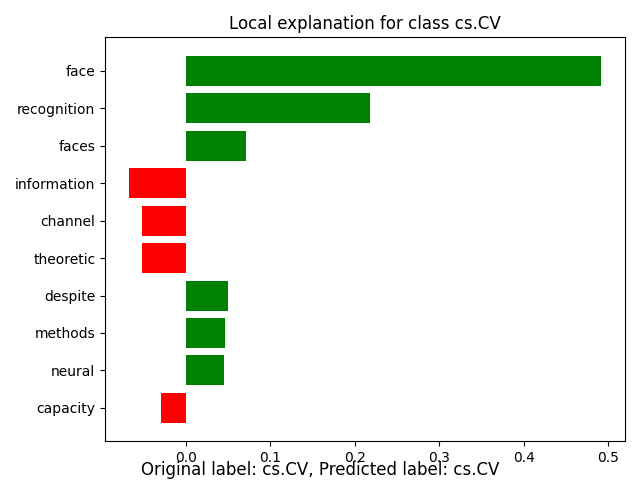 Local explanation for class cs.CV
face
recognition
faces
information
channel
theoretic
despite
methods
neural
capacity
0.0 0.1 0.2 0.3 0.4 0.5
Original label: cs.CV, Predicted label: cs.CV